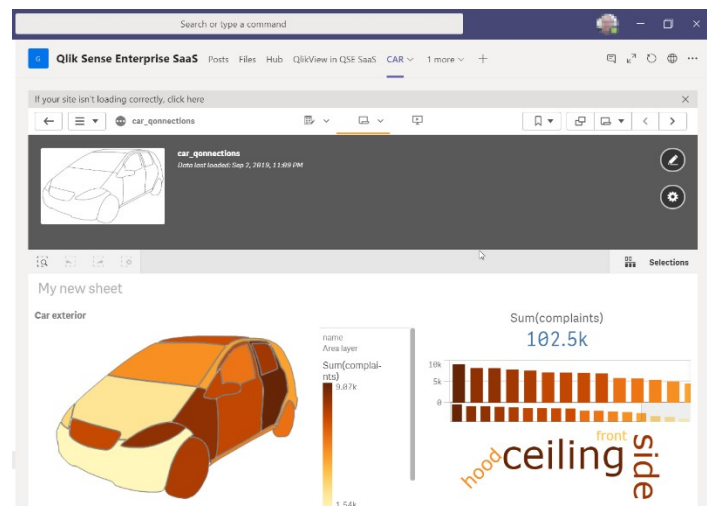 Search or type a command
G Qlik Sense Enterprise SaaS Posts Files Hub QlikView in QSE SaaS CAR 1 more
If your site isn't loading correctly, click here
car_qonnections
car_qonnections
Data last loaded: Sep 2, 2019, 11:09 PM
Selections
My new sheet
Car exterior
name
Area layer
Sum(complai-
nts)
9.07k
1.54k
Sum(complaints)
102.5k
10k
5k
0
front
hood
ceiling
side